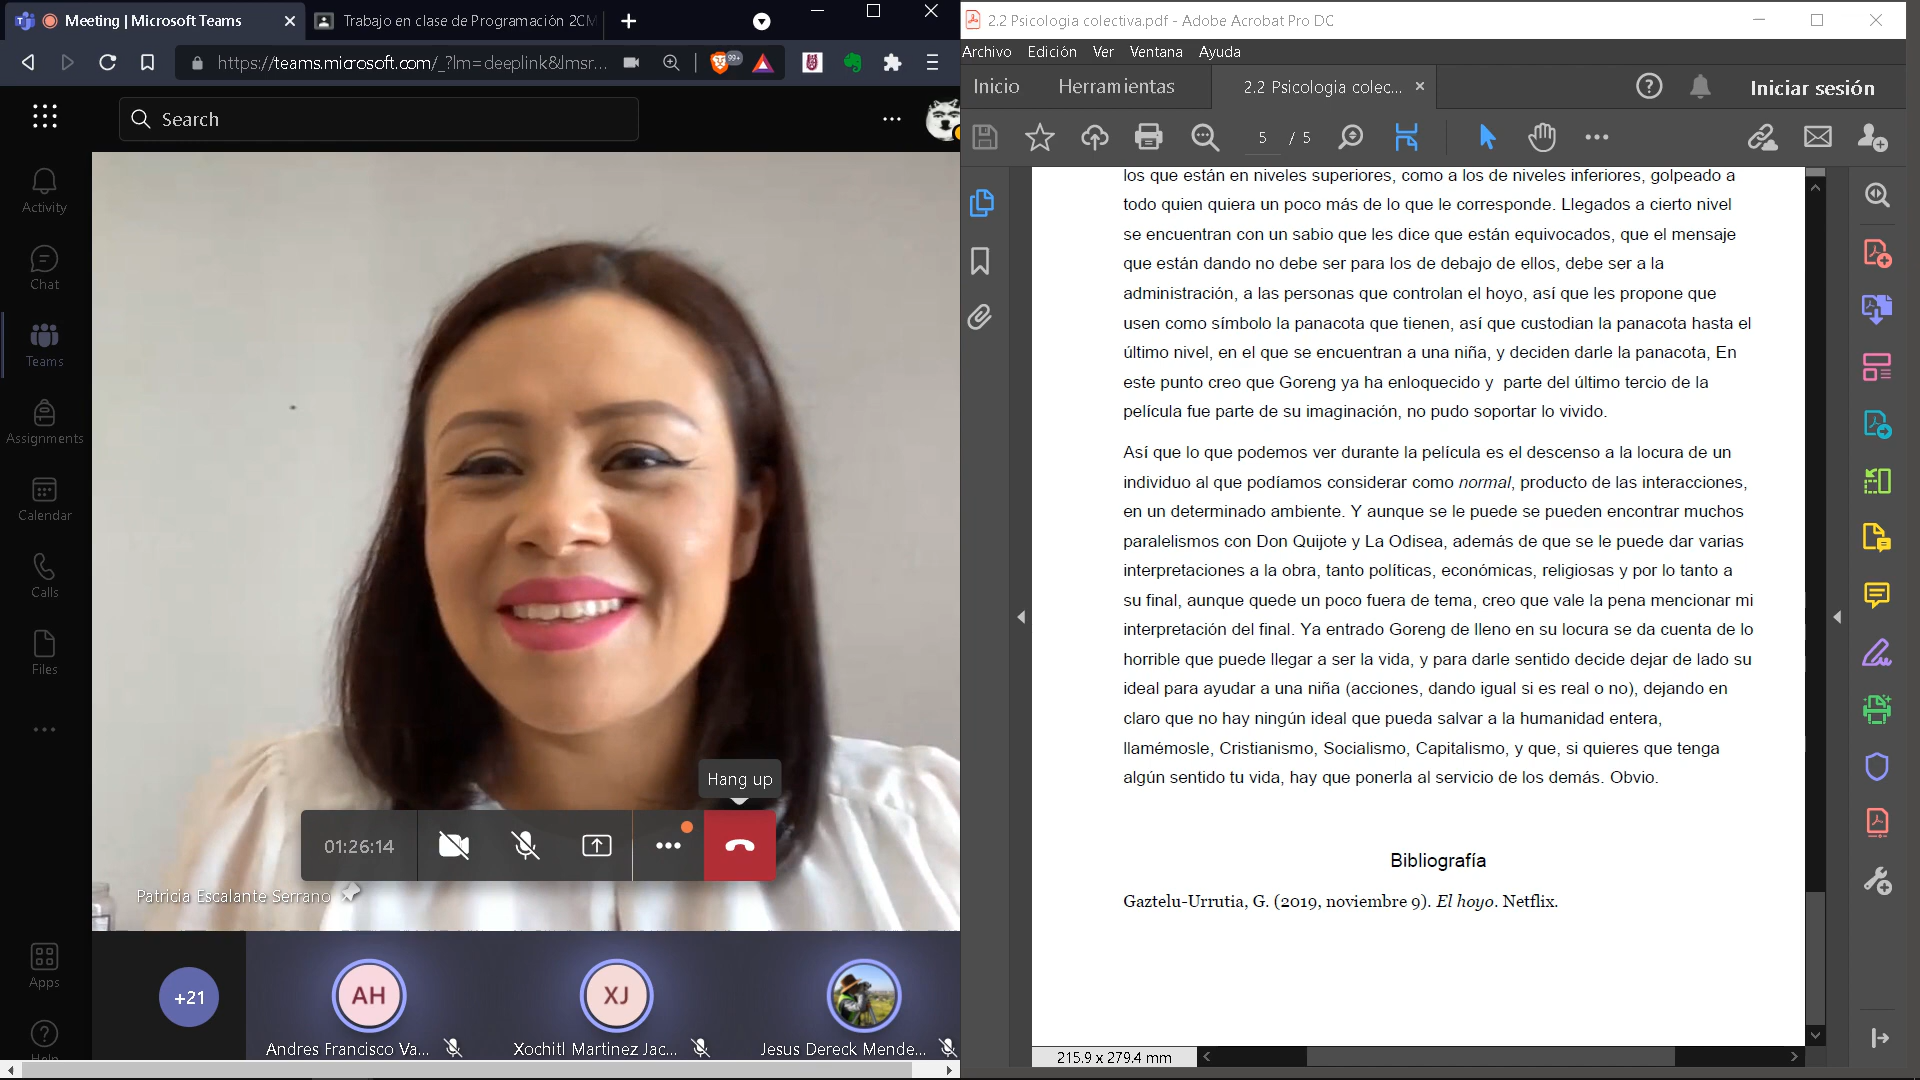 Meeting | Microsoft Teams
Trabajo en clase de Programación 2CM
https://teams.microsoft.com/_?lm=deeplink&lmsr...
99+
Search
Activity
Chat
Teams
Assignments
Calendar
Calls
Files
Apps
Help
Hang up
01:26:14
Patricia Escalante Serrano
+21
AH
Andres Francisco Va...
XJ
Xochitl Martinez Jac...
Jesus Dereck Mende...
2.2 Psicologia colectiva.pdf - Adobe Acrobat Pro DC
Archivo Edición Ver Ventana Ayuda
Inicio Herramientas 2.2 Psicologia colec... Iniciar sesión
5 / 5
los que están en niveles superiores, como a los de niveles inferiores, golpeado a
todo quien quiera un poco más de lo que le corresponde. Llegados a cierto nivel
se encuentran con un sabio que les dice que están equivocados, que el mensaje
que están dando no debe ser para los de debajo de ellos, debe ser a la
administración, a las personas que controlan el hoyo, así que les propone que
usen como símbolo la panacota que tienen, así que custodian la panacota hasta el
último nivel, en el que se encuentran a una niña, y deciden darle la panacota, En
este punto creo que Goreng ya ha enloquecido y parte del último tercio de la
película fue parte de su imaginación, no pudo soportar lo vivido.
Así que lo que podemos ver durante la película es el descenso a la locura de un
individuo al que podíamos considerar como normal, producto de las interacciones,
en un determinado ambiente. Y aunque se le puede se pueden encontrar muchos
paralelismos con Don Quijote y La Odisea, además de que se le puede dar varias
interpretaciones a la obra, tanto políticas, económicas, religiosas y por lo tanto a
su final, aunque quede un poco fuera de tema, creo que vale la pena mencionar mi
interpretación del final. Ya entrado Goreng de lleno en su locura se da cuenta de lo
horrible que puede llegar a ser la vida, y para darle sentido decide dejar de lado su
ideal para ayudar a una niña (acciones, dando igual si es real o no), dejando en
claro que no hay ningún ideal que pueda salvar a la humanidad entera,
llamémosle, Cristianismo, Socialismo, Capitalismo, y que, si quieres que tenga
algún sentido tu vida, hay que ponerla al servicio de los demás. Obvio.
Bibliografía
Gaztelu-Urrutia, G. (2019, noviembre 9). El hoyo. Netflix.
215.9 x 279.4 mm